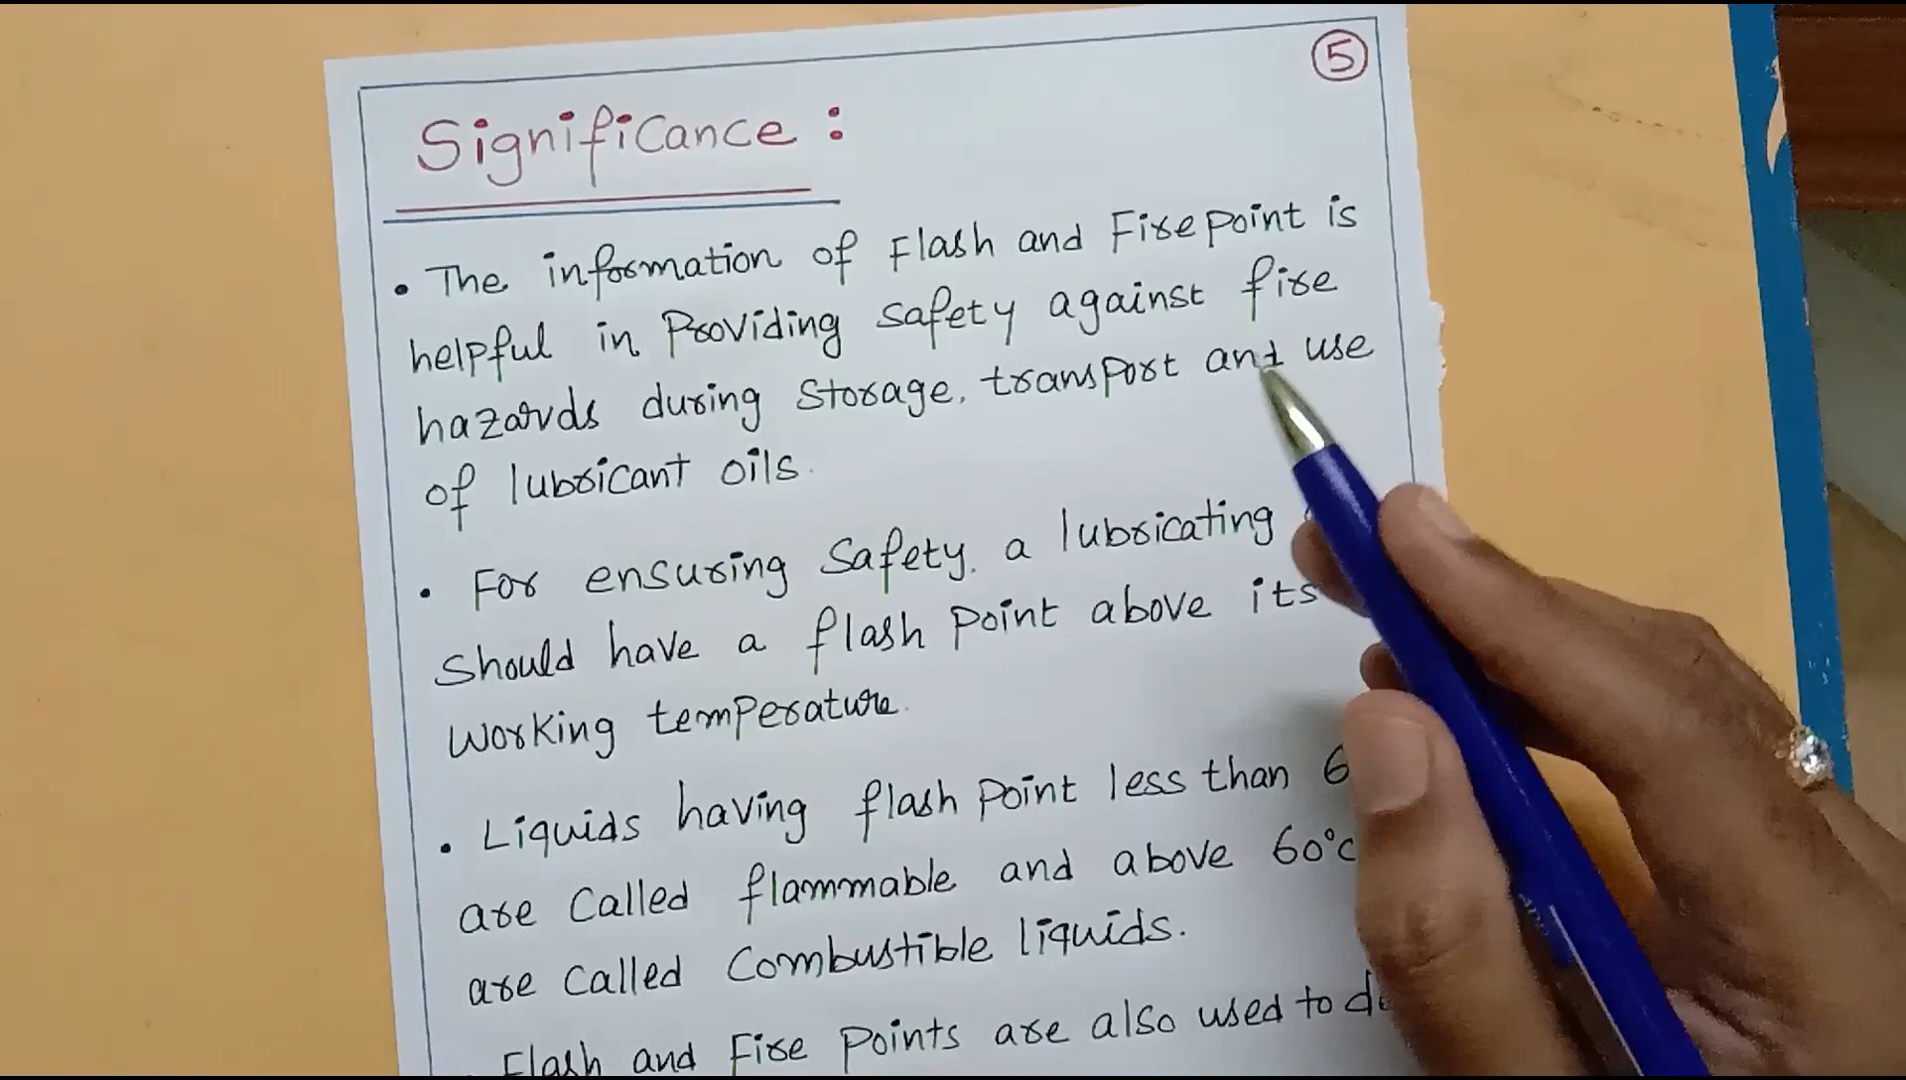 5
Significance :
• The information of Flash and Fire point is
helpful in Providing safety against fire
hazards during storage, transport and use
of lubricant oils.
• For ensuring safety, a lubricating
should have a flash point above its
working temperature.
• Liquids having flash point less than
are called flammable and above 60°c
are called Combustible liquids.
• Flash and Fire points are also used to